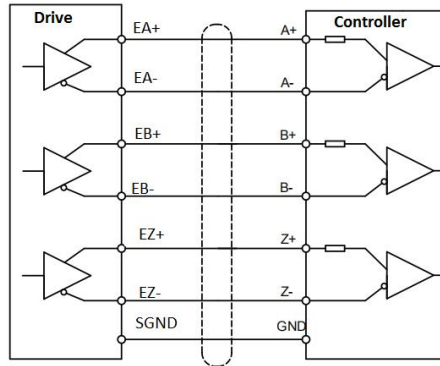 Drive
Controller
EA+ A+
EA- A-
EB+ B+
EB- B-
EZ+ Z+
EZ- Z-
SGND GND